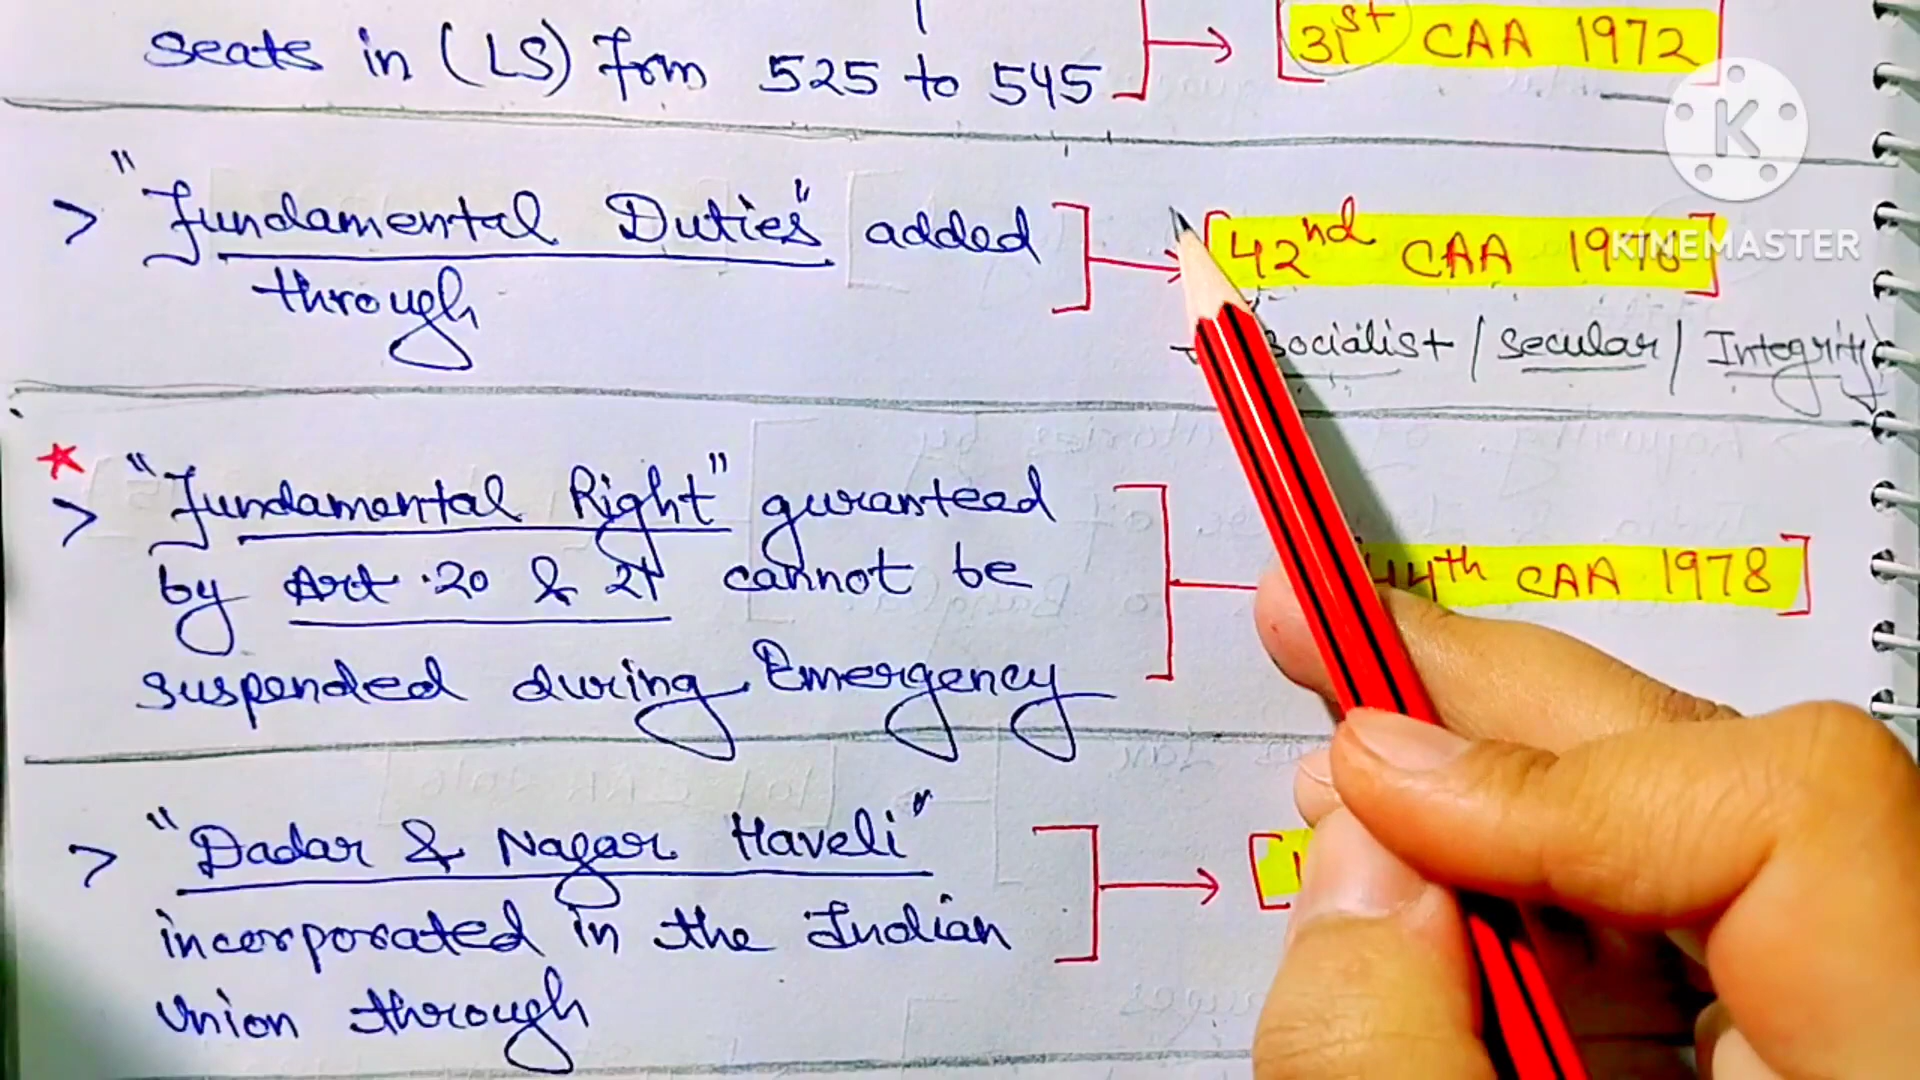 seats in (LS) from 525 to 545
31st CAA 1972
> "Fundamental Duties" added through
42nd CAA 1976
KINEMASTER
socialist / secular / Integrity
> "Fundamental Right" guranteed
by Art. 20 & 21 cannot be
suspended during Emergency
44th CAA 1978
> "Dadar & Nagar Haveli"
incorporated in the Indian
Union through